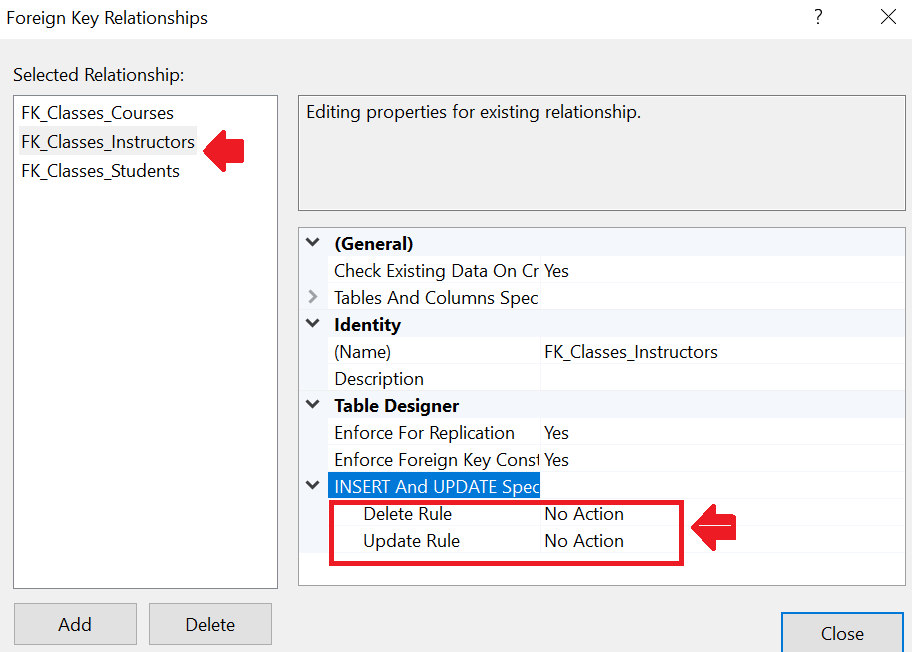 Foreign Key Relationships ?
Selected Relationship:
FK_Classes_Courses
FK_Classes_Instructors
FK_Classes_Students
Editing properties for existing relationship.
(General)
Check Existing Data On Cr Yes
Tables And Columns Spec
Identity
(Name) FK_Classes_Instructors
Description
Table Designer
Enforce For Replication Yes
Enforce Foreign Key Const Yes
INSERT And UPDATE Spec
Delete Rule No Action
Update Rule No Action
Add Delete
Close